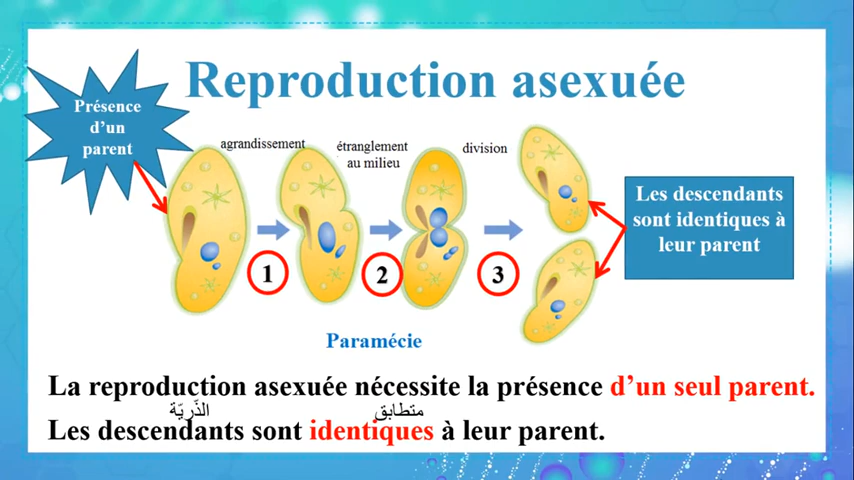 Reproduction asexuée
Présence
d'un
parent
agrandissement
étranglement
au milieu
division
Les descendants
sont identiques à
leur parent
1
2
3
Paramécie
La reproduction asexuée nécessite la présence d'un seul parent.
الذّريّة متطابق
Les descendants sont identiques à leur parent.